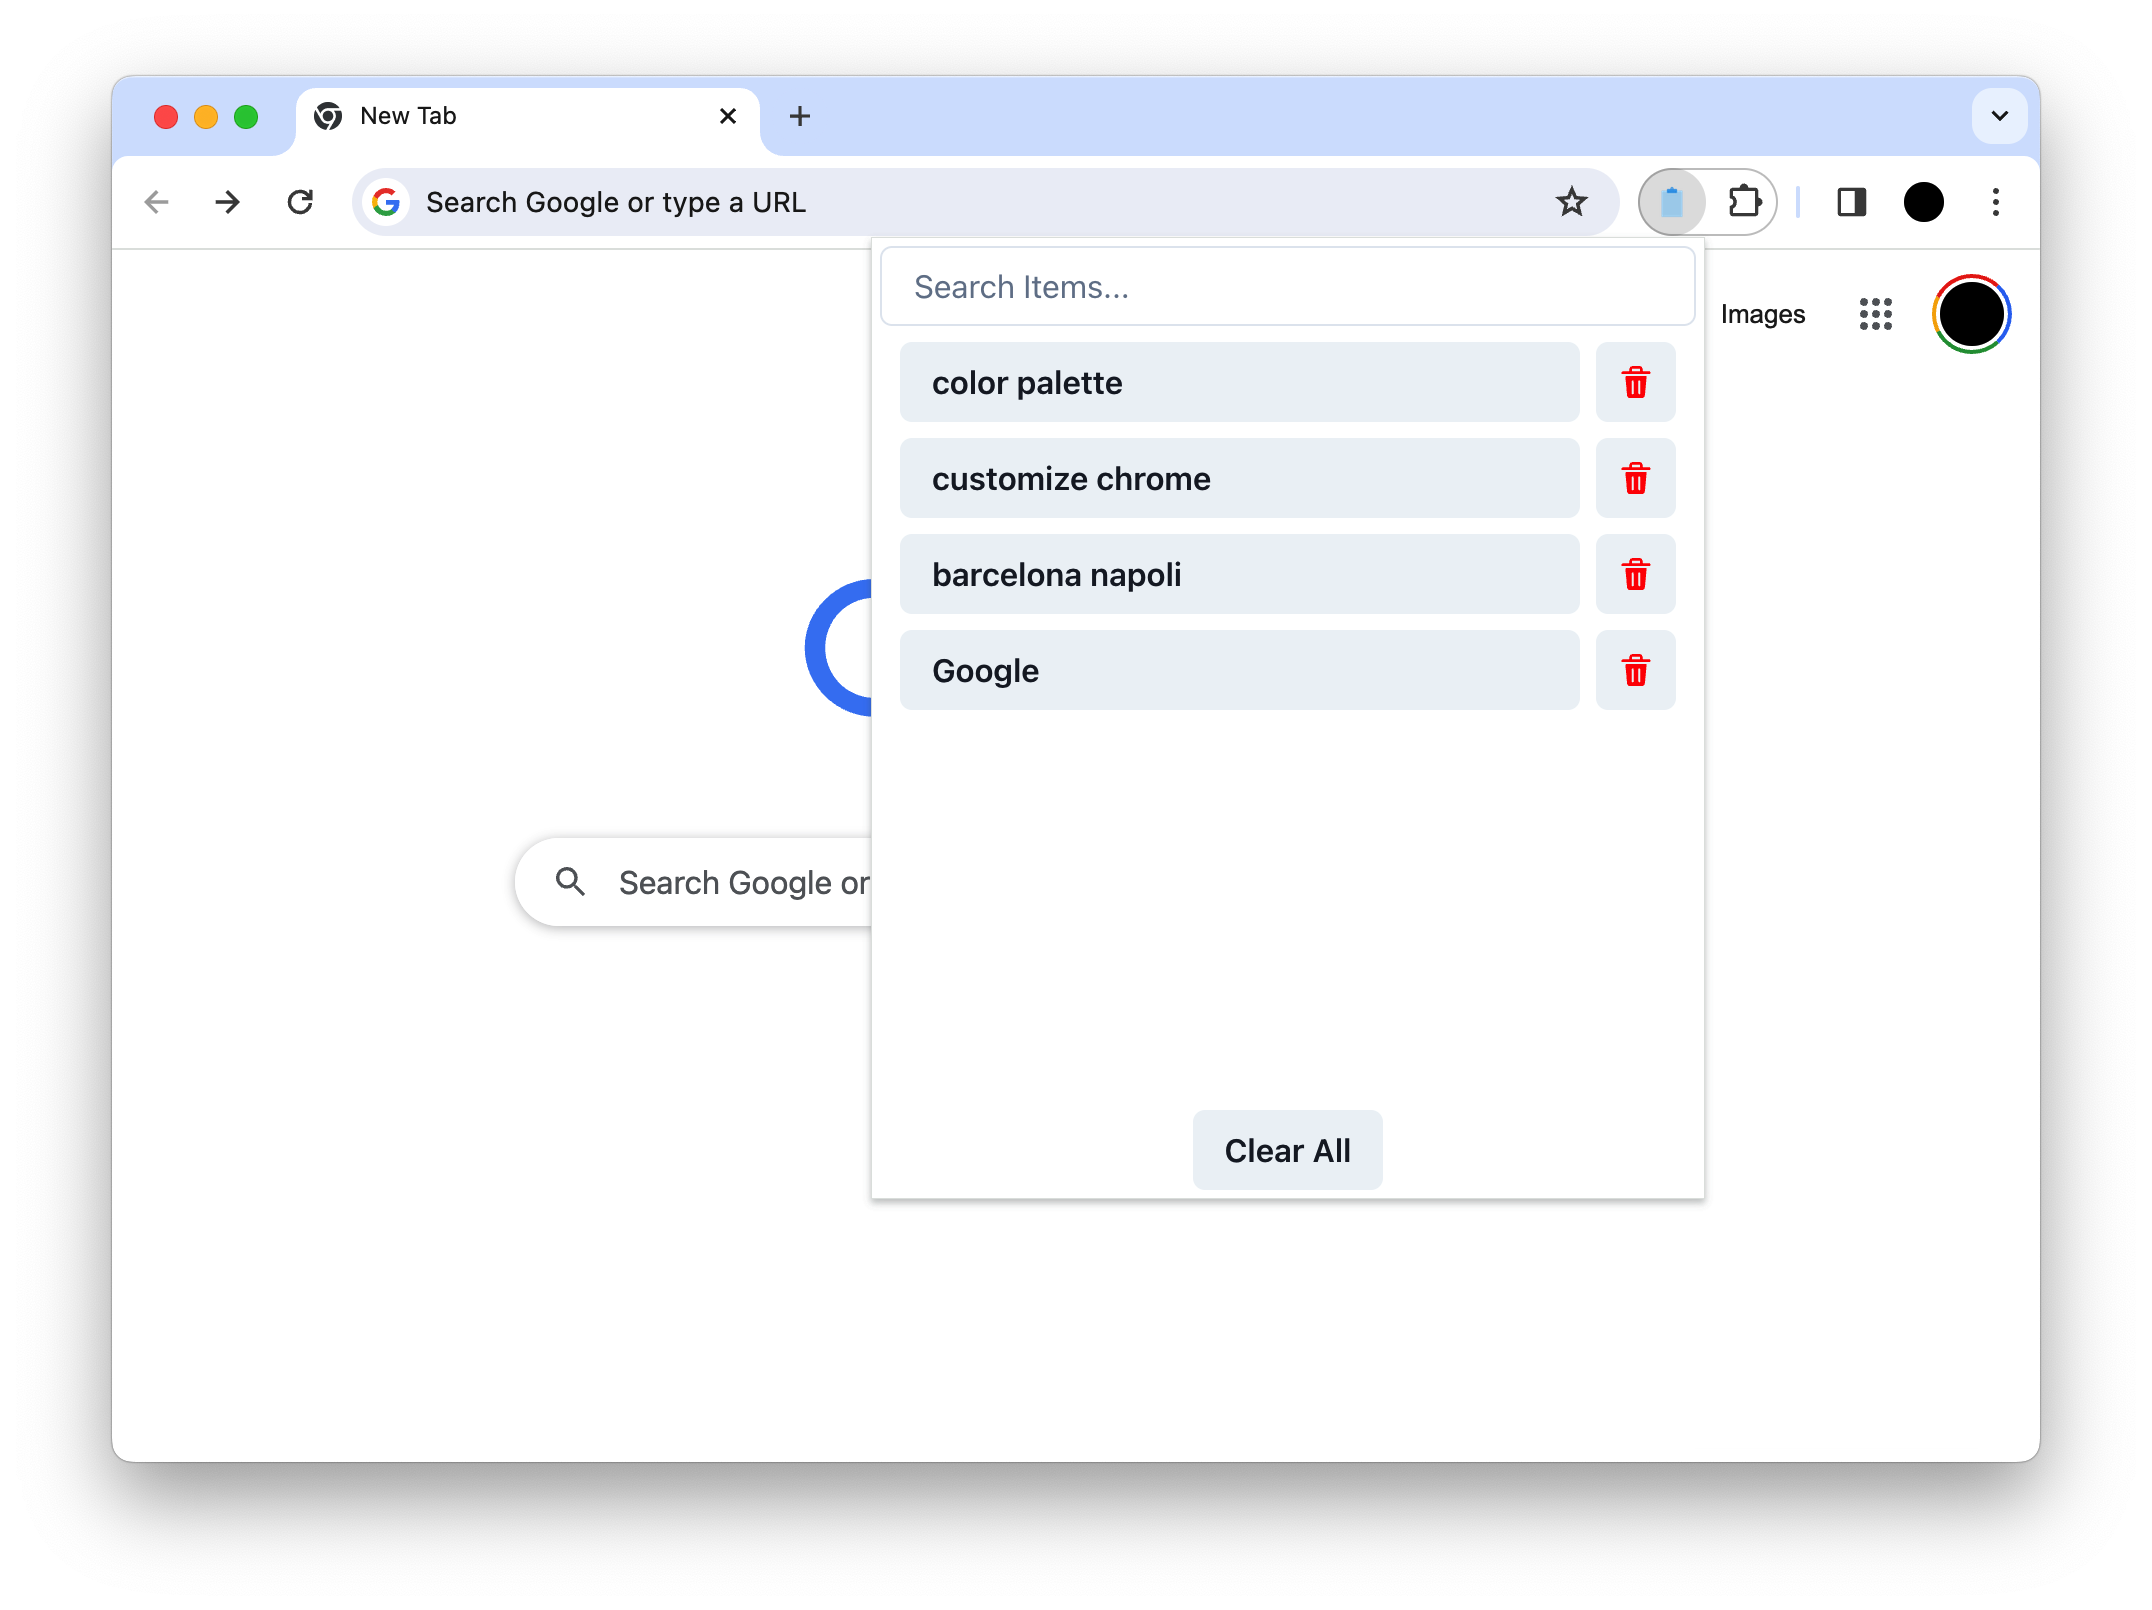 New Tab
Search Google or type a URL
Search Items...
Images
color palette
customize chrome
barcelona napoli
Google
Search Google or
Clear All